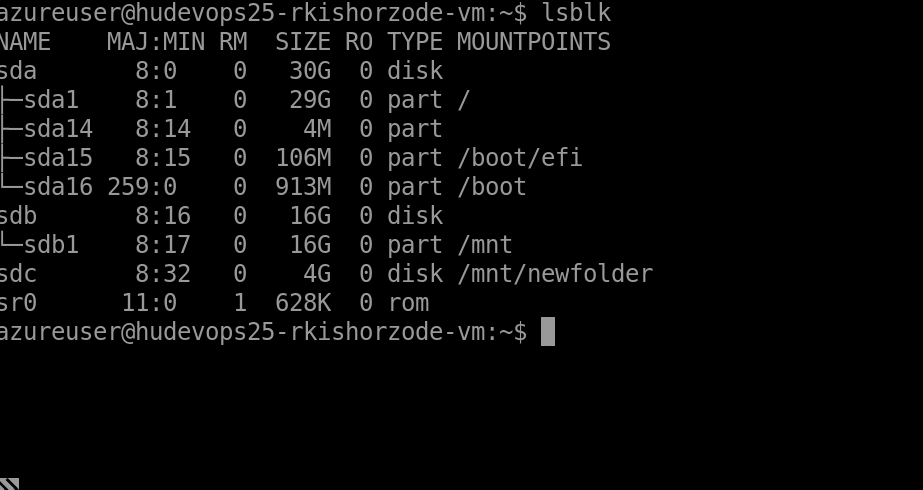 azureuser@hudevops25-rkishorzode-vm:~$ lsblk
NAME    MAJ:MIN RM   SIZE RO TYPE MOUNTPOINTS
sda       8:0    0    30G  0 disk
├─sda1    8:1    0    29G  0 part /
├─sda14   8:14   0     4M  0 part
├─sda15   8:15   0   106M  0 part /boot/efi
└─sda16 259:0    0   913M  0 part /boot
sdb       8:16   0    16G  0 disk
└─sdb1    8:17   0    16G  0 part /mnt
sdc       8:32   0     4G  0 disk /mnt/newfolder
sr0      11:0    1   628K  0 rom
azureuser@hudevops25-rkishorzode-vm:~$